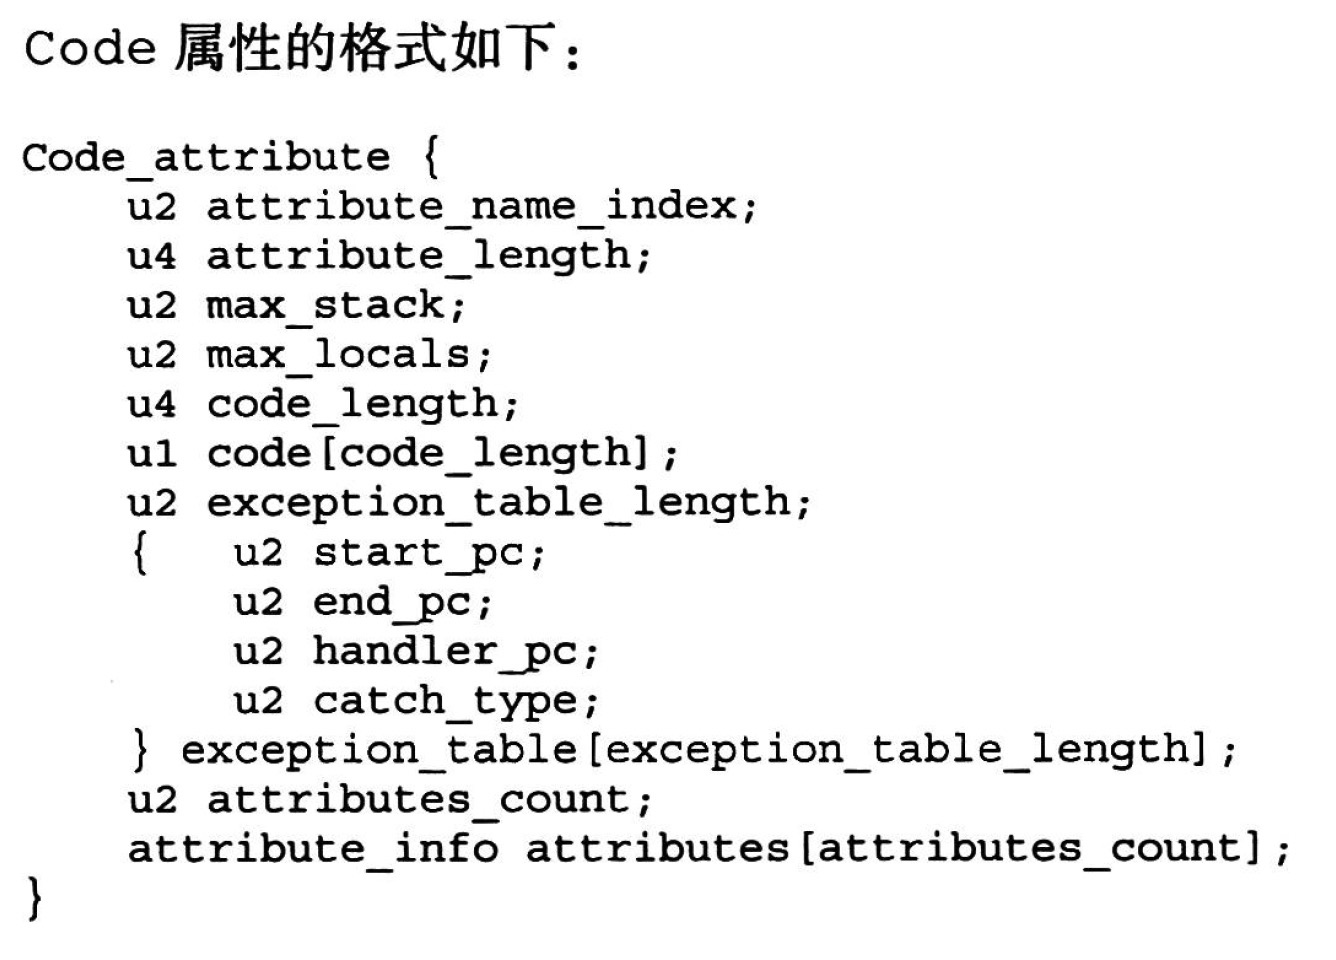 Code 属性的格式如下：
Code_attribute {
u2 attribute_name_index;
u4 attribute_length;
u2 max_stack;
u2 max_locals;
u4 code_length;
u1 code[code_length];
u2 exception_table_length;
{ u2 start_pc;
u2 end_pc;
u2 handler_pc;
u2 catch_type;
} exception_table[exception_table_length];
u2 attributes_count;
attribute_info attributes[attributes_count];
}